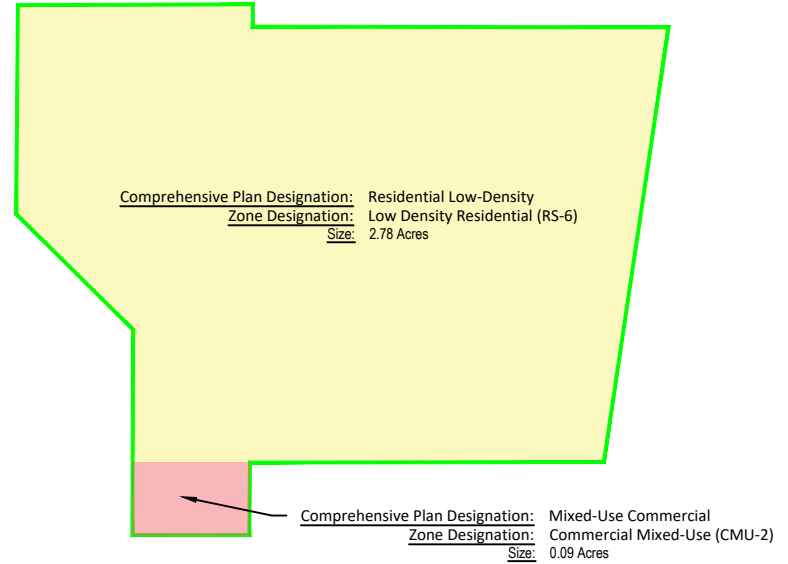 Comprehensive Plan Designation: Residential Low-Density
Zone Designation: Low Density Residential (RS-6)
Size: 2.78 Acres
Comprehensive Plan Designation: Mixed-Use Commercial
Zone Designation: Commercial Mixed-Use (CMU-2)
Size: 0.09 Acres